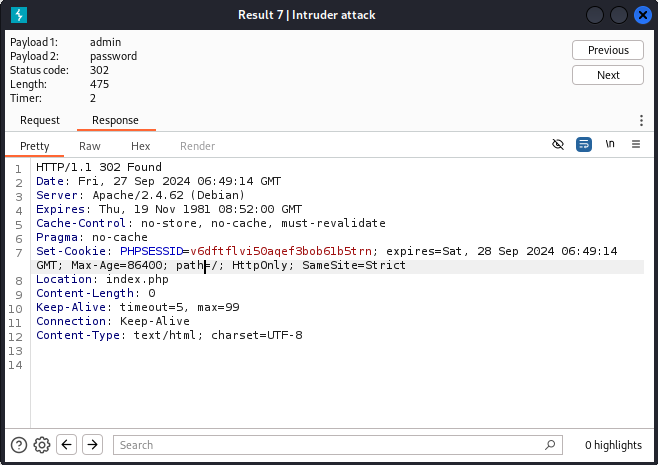 Result 7 | Intruder attack
Payload 1: admin
Payload 2: password
Status code: 302
Length: 475
Timer: 2
Previous
Next
Request Response
Pretty Raw Hex Render
\n
1 HTTP/1.1 302 Found
2 Date: Fri, 27 Sep 2024 06:49:14 GMT
3 Server: Apache/2.4.62 (Debian)
4 Expires: Thu, 19 Nov 1981 08:52:00 GMT
5 Cache-Control: no-store, no-cache, must-revalidate
6 Pragma: no-cache
7 Set-Cookie: PHPSESSID=v6dftflvi50aqef3bob61b5trn; expires=Sat, 28 Sep 2024 06:49:14
GMT; Max-Age=86400; path=/; HttpOnly; SameSite=Strict
8 Location: index.php
9 Content-Length: 0
10 Keep-Alive: timeout=5, max=99
11 Connection: Keep-Alive
12 Content-Type: text/html; charset=UTF-8
13
14
Search
0 highlights